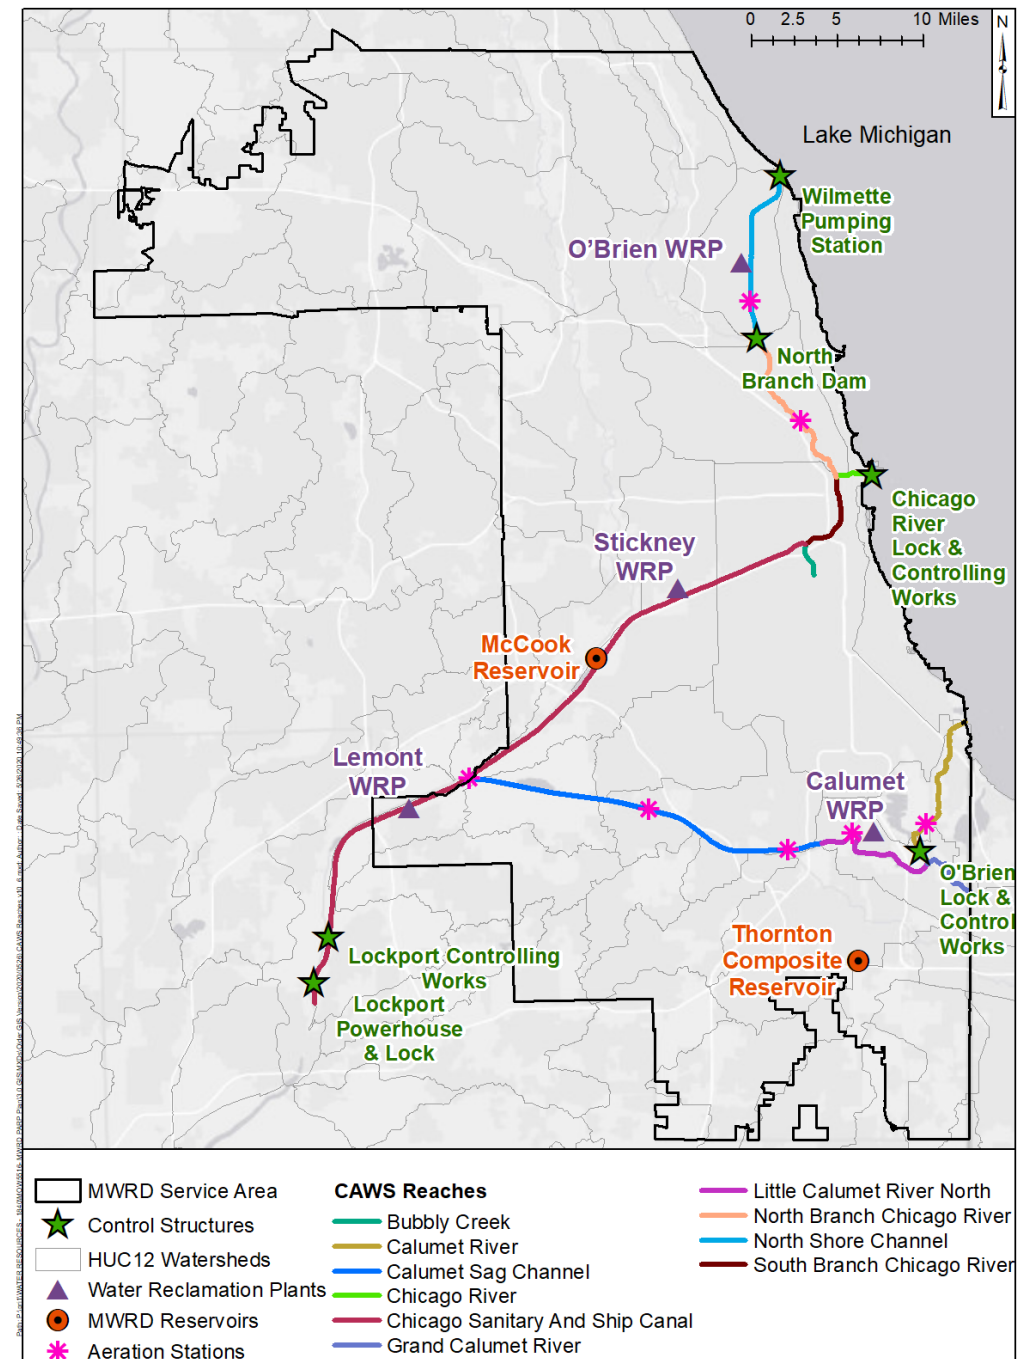 0 2.5 5 10 Miles
N
Lake Michigan
Wilmette
Pumping
Station
O'Brien WRP
North
Branch Dam
Chicago
River
Lock &
Controlling
Works
Stickney
WRP
McCook
Reservoir
Lemont
WRP
Calumet
WRP
O'Brien
Lock &
Control
Works
Thornton
Composite
Reservoir
Lockport Controlling
Works
Lockport
Powerhouse
& Lock
MWRD Service Area
Control Structures
HUC12 Watersheds
Water Reclamation Plants
MWRD Reservoirs
Aeration Stations
CAWS Reaches
Bubbly Creek
Calumet River
Calumet Sag Channel
Chicago River
Chicago Sanitary And Ship Canal
Grand Calumet River
Little Calumet River North
North Branch Chicago River
North Shore Channel
South Branch Chicago River